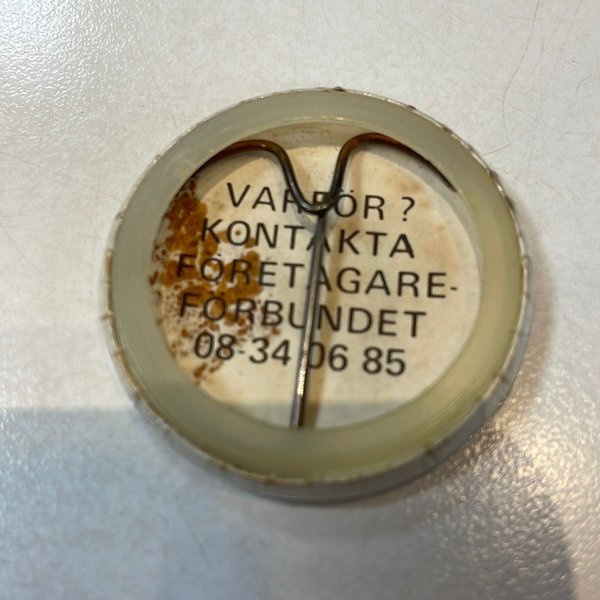 VARFÖR ?
KONTAKTA
FÖRETAGARE-
FÖRBUNDET
08-34 06 85